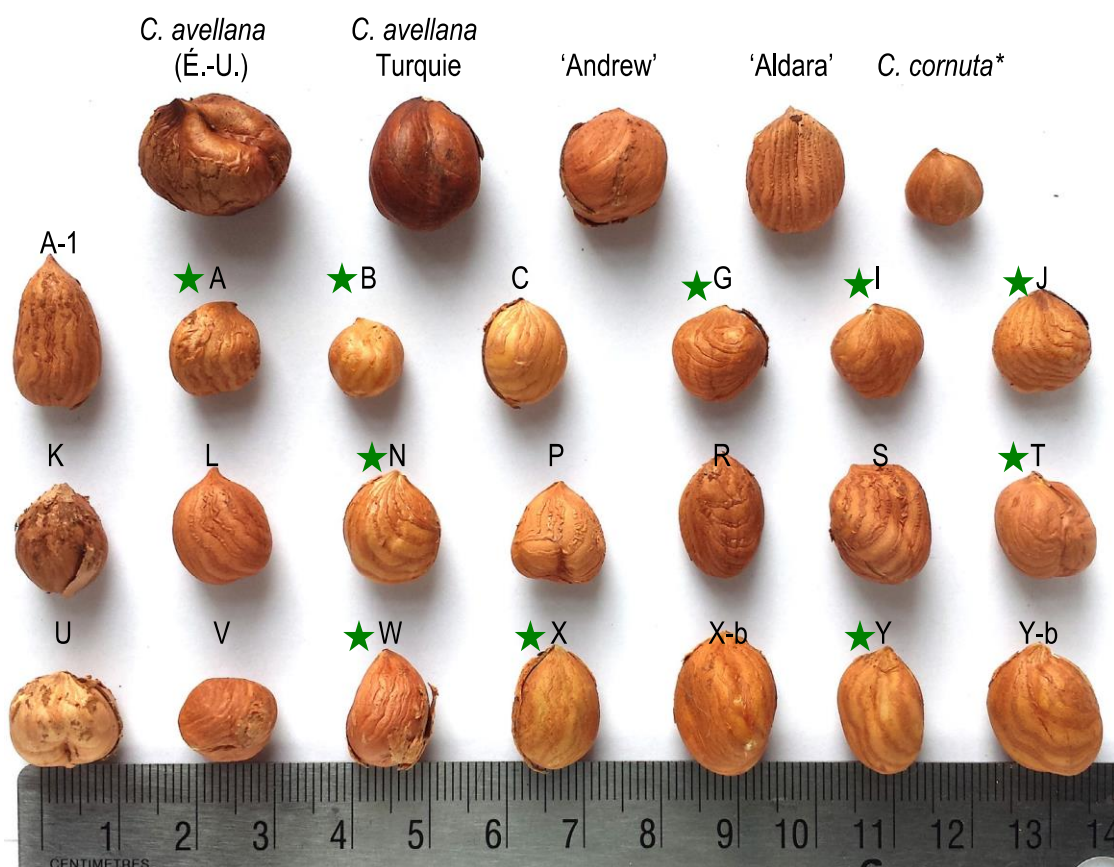 C. avellana
(É.-U.)
C. avellana
Turquie
‘Andrew’
‘Aldara’
C. cornuta*
A-1
A
B
C
G
I
J
K
L
N
P
R
S
T
U
V
W
X
X-b
Y
Y-b
1 2 3 4 5 6 7 8 9 10 11 12 13 14
CENTIMETRES